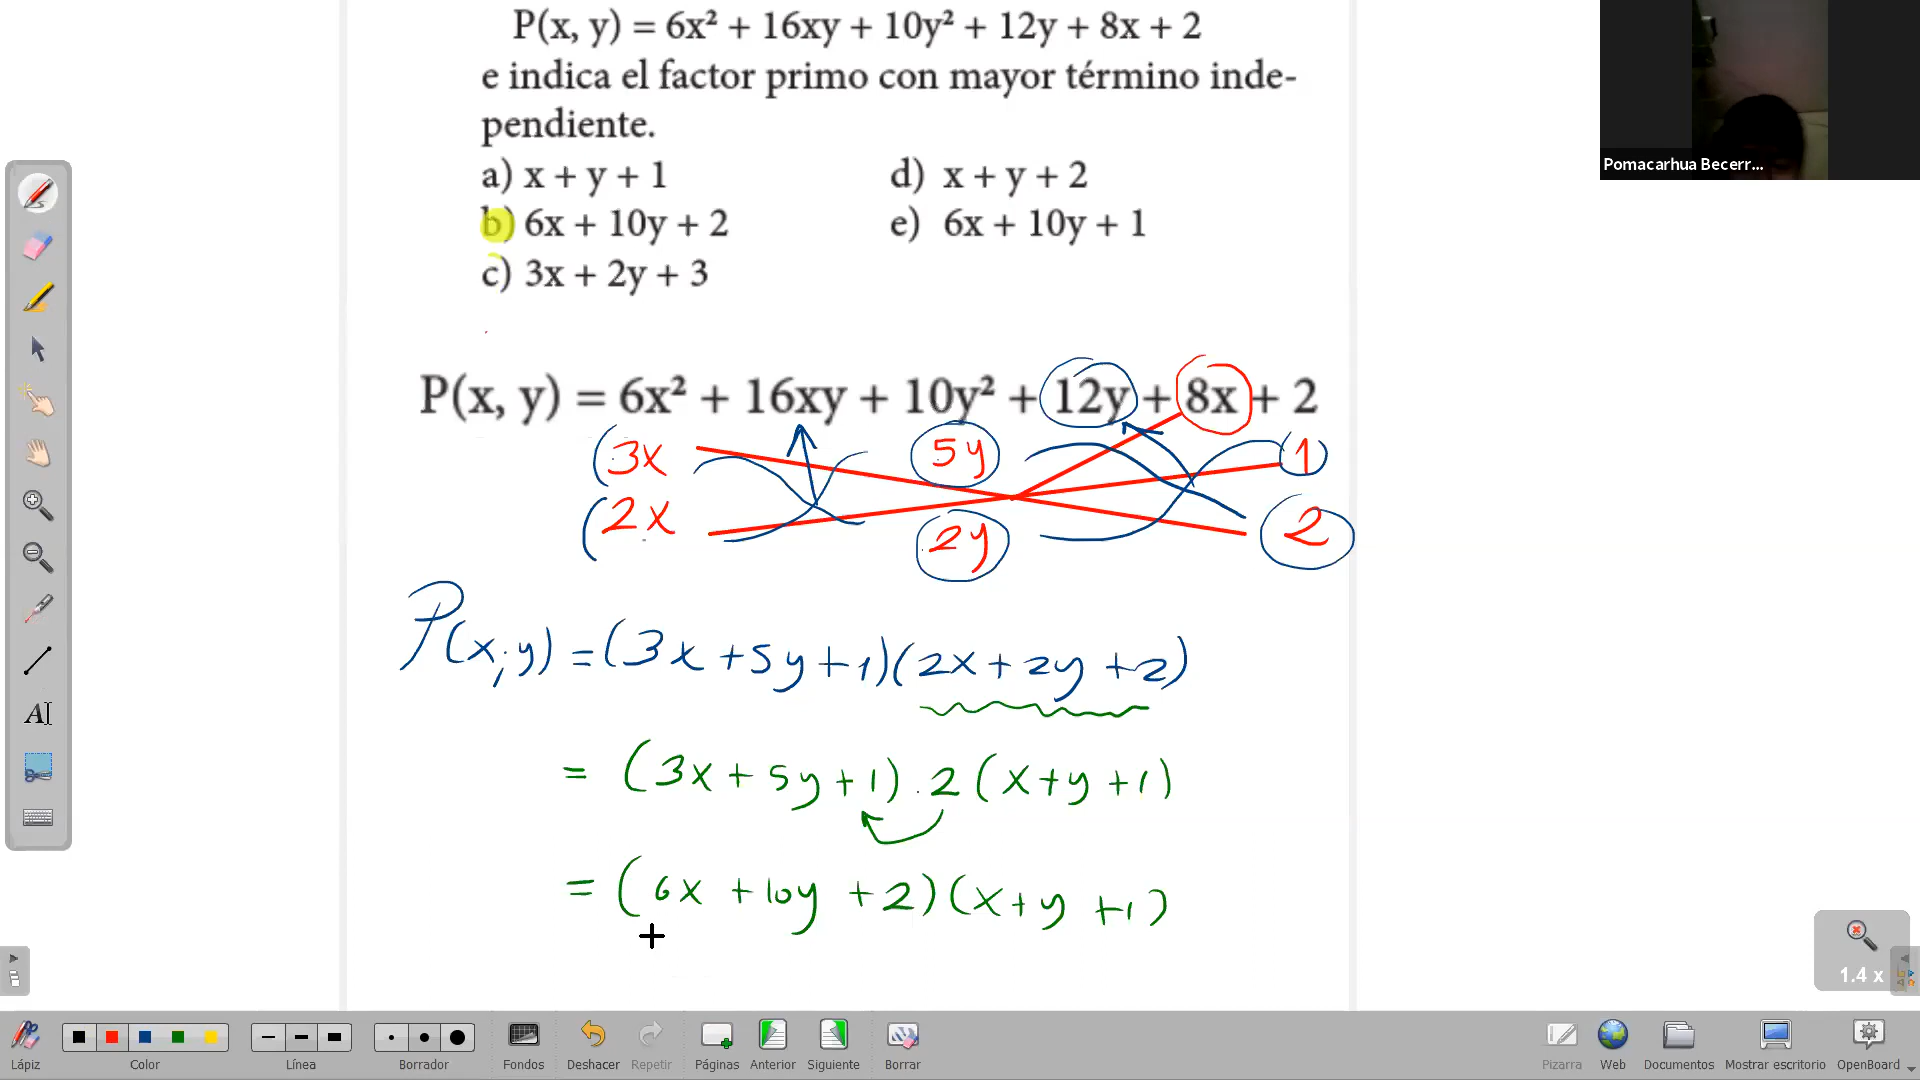 P(x, y) = 6x² + 16xy + 10y² + 12y + 8x + 2
e indica el factor primo con mayor término inde-
pendiente.
a) x + y + 1
d) x + y + 2
b) 6x + 10y + 2
e) 6x + 10y + 1
c) 3x + 2y + 3
P(x, y) = 6x² + 16xy + 10y² + 12y + 8x + 2
3x 5y 1
2x 2y 2
P(x;y) = (3x+5y+1)(2x+2y+2)
= (3x+5y+1).2(x+y+1)
= (6x+10y+2)(x+y+1)
Pomacarhua Becerr...
1.4 x
Lápiz
Color
Línea
Borrador
Fondos
Deshacer
Repetir
Páginas
Anterior
Siguiente
Borrar
Pizarra
Web
Documentos
Mostrar escritorio
OpenBoard